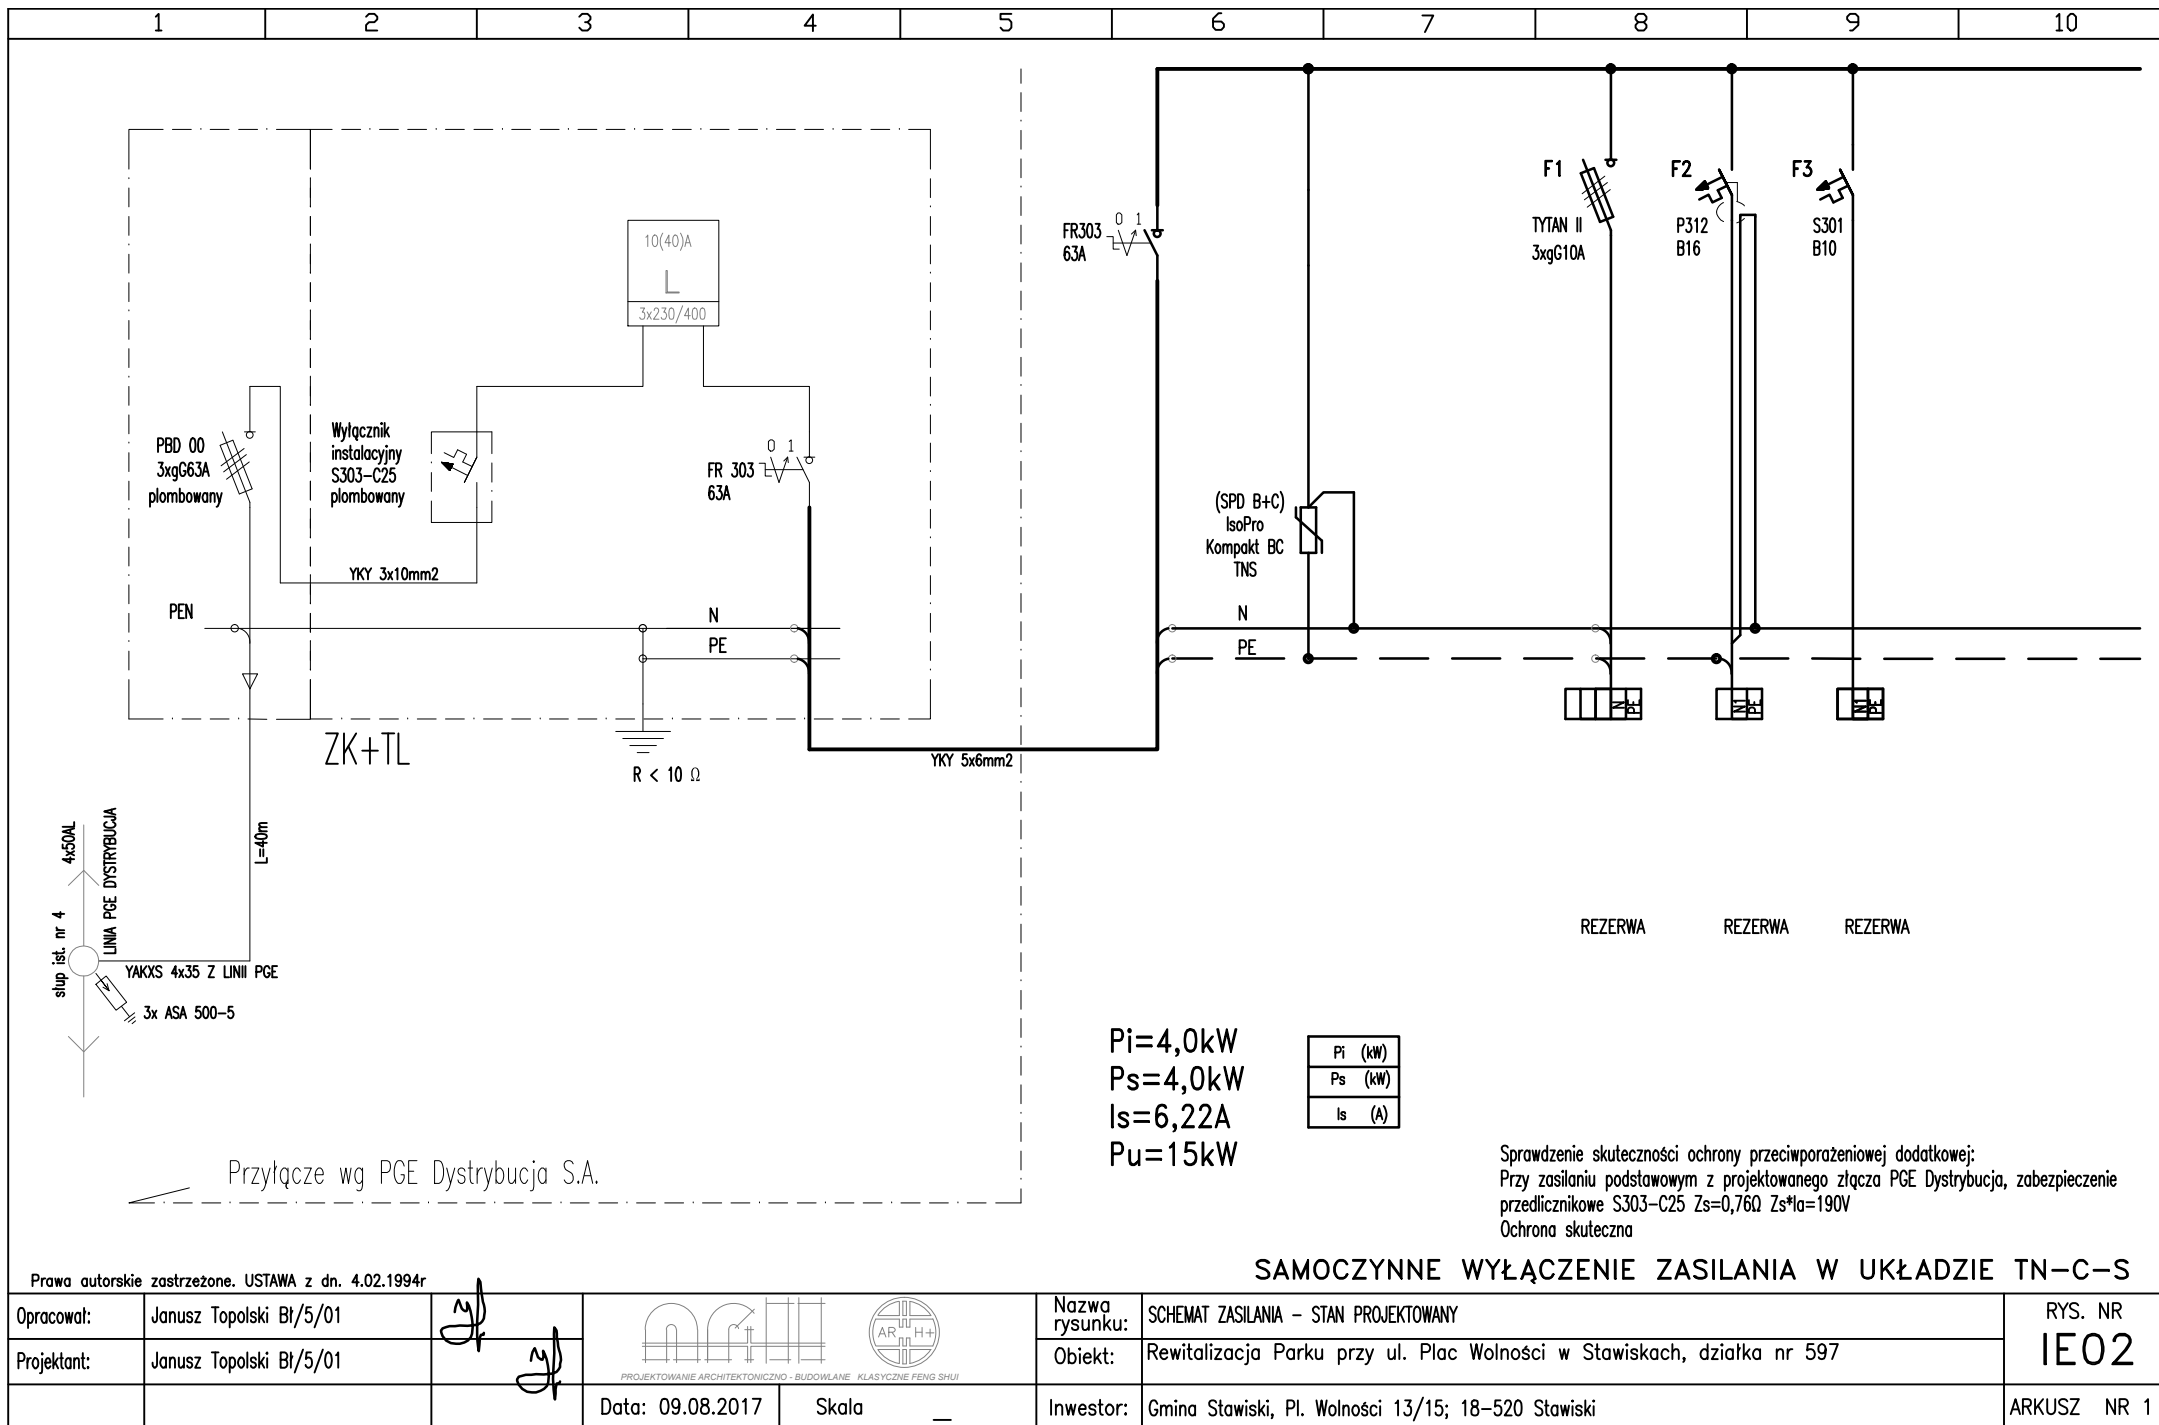 1 2 3 4 5 6 7 8 9 10
10(40)A
L
3x230/400
PBD 00
3xgG63A
plombowany
Wyłącznik
instalacyjny
S303-C25
plombowany
0 1
FR 303
63A
YKY 3x10mm2
PEN
N
PE
ZK+TL
R < 10 Ω
YKY 5x6mm2
4x50AL
LINIA PGE DYSTRYBUCJA
L=40m
słup ist. nr 4
YAKXS 4x35 Z LINII PGE
3x ASA 500-5
Przyłącze wg PGE Dystrybucja S.A.
0 1
FR303
63A
(SPD B+C)
IsoPro
Kompakt BC
TNS
N
PE
F1
TYTAN II
3xgG10A
F2
P312
B16
F3
S301
B10
N PE
N1 PE
N1 PE
REZERWA REZERWA REZERWA
Pi=4,0kW
Ps=4,0kW
Is=6,22A
Pu=15kW
Pi (kW)
Ps (kW)
Is (A)
Sprawdzenie skuteczności ochrony przeciwporażeniowej dodatkowej:
Przy zasilaniu podstawowym z projektowanego złącza PGE Dystrybucja, zabezpieczenie
przedlicznikowe S303-C25 Zs=0,76Ω Zs*Ia=190V
Ochrona skuteczna
SAMOCZYNNE WYŁĄCZENIE ZASILANIA W UKŁADZIE TN-C-S
Prawa autorskie zastrzeżone. USTAWA z dn. 4.02.1994r
Opracował: Janusz Topolski Bł/5/01
Projektant: Janusz Topolski Bł/5/01
AR H+
PROJEKTOWANIE ARCHITEKTONICZNO - BUDOWLANE KLASYCZNE FENG SHUI
Data: 09.08.2017 Skala _
Nazwa
rysunku: SCHEMAT ZASILANIA - STAN PROJEKTOWANY
Obiekt: Rewitalizacja Parku przy ul. Plac Wolności w Stawiskach, działka nr 597
Inwestor: Gmina Stawiski, Pl. Wolności 13/15; 18-520 Stawiski
RYS. NR
IE02
ARKUSZ NR 1